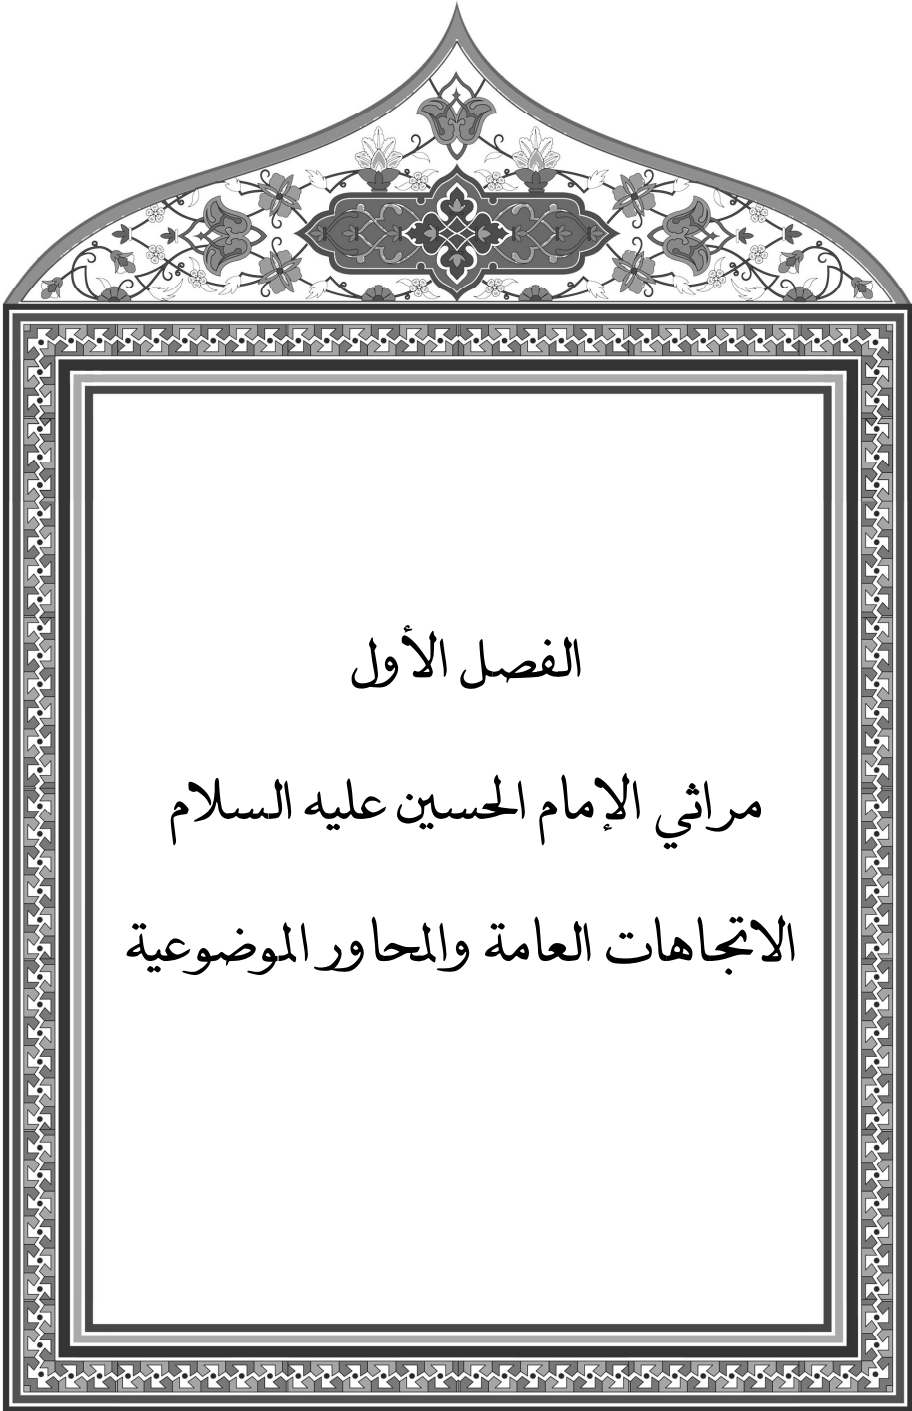 الفصل الأول
مراثي الإمام الحسين عليه السلام
الاتجاهات العامة والمحاور الموضوعية